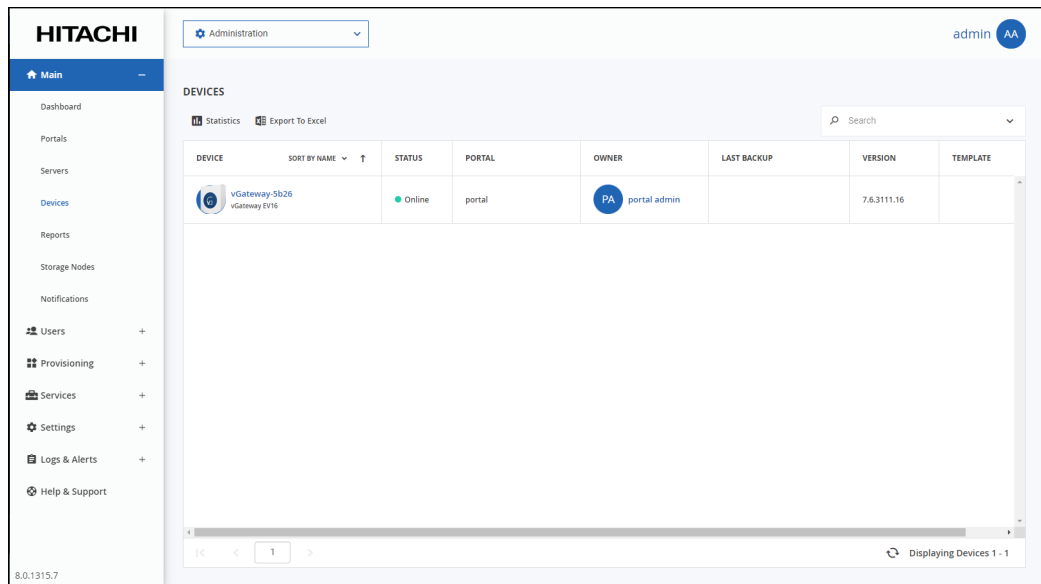 HITACHI
Administration
admin AA
Main
Dashboard
Portals
Servers
Devices
Reports
Storage Nodes
Notifications
Users
Provisioning
Services
Settings
Logs & Alerts
Help & Support
8.0.1315.7
DEVICES
Statistics Export To Excel
Search
DEVICE SORT BY NAME STATUS PORTAL OWNER LAST BACKUP VERSION TEMPLATE
vGateway-5b26 Online portal PA portal admin 7.6.3111.16
vGateway EV16
1
Displaying Devices 1 - 1